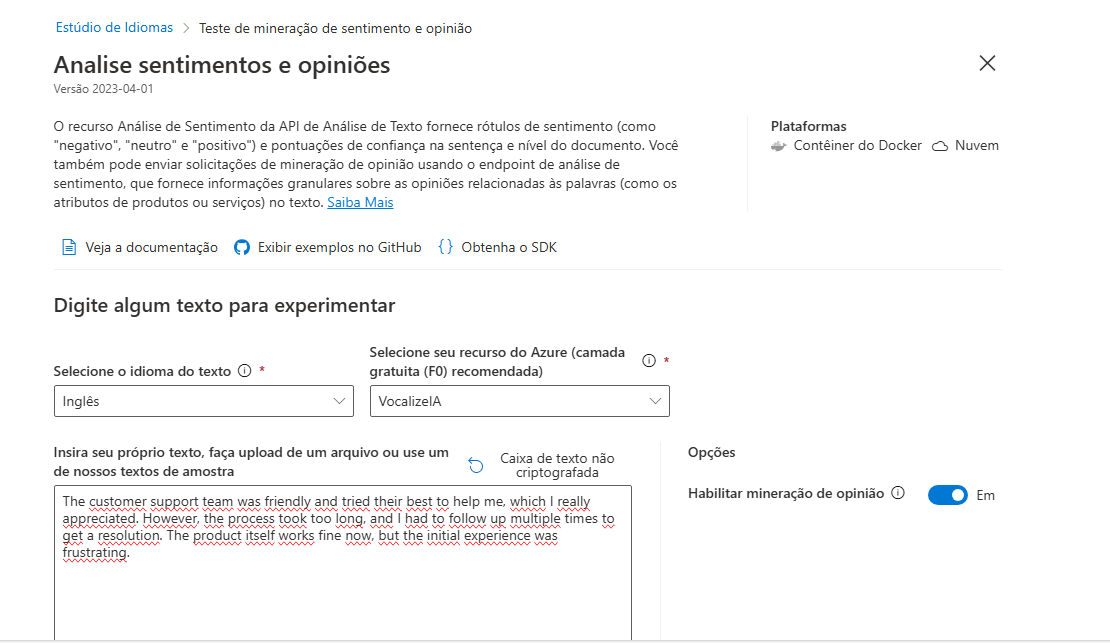 Estúdio de Idiomas > Teste de mineração de sentimento e opinião
Analise sentimentos e opiniões
Versão 2023-04-01
O recurso Análise de Sentimento da API de Análise de Texto fornece rótulos de sentimento (como
"negativo", "neutro" e "positivo") e pontuações de confiança na sentença e nível do documento. Você
também pode enviar solicitações de mineração de opinião usando o endpoint de análise de
sentimento, que fornece informações granulares sobre as opiniões relacionadas às palavras (como os
atributos de produtos ou serviços) no texto. Saiba Mais
Plataformas
Contêiner do Docker Nuvem
Veja a documentação Exibir exemplos no GitHub {} Obtenha o SDK
Digite algum texto para experimentar
Selecione o idioma do texto *
Inglês
Selecione seu recurso do Azure (camada
gratuita (F0) recomendada) *
VocalizeIA
Insira seu próprio texto, faça upload de um arquivo ou use um
de nossos textos de amostra
Caixa de texto não
criptografada
The customer support team was friendly and tried their best to help me, which I really
appreciated. However, the process took too long, and I had to follow up multiple times to
get a resolution. The product itself works fine now, but the initial experience was
frustrating.
Opções
Habilitar mineração de opinião Em